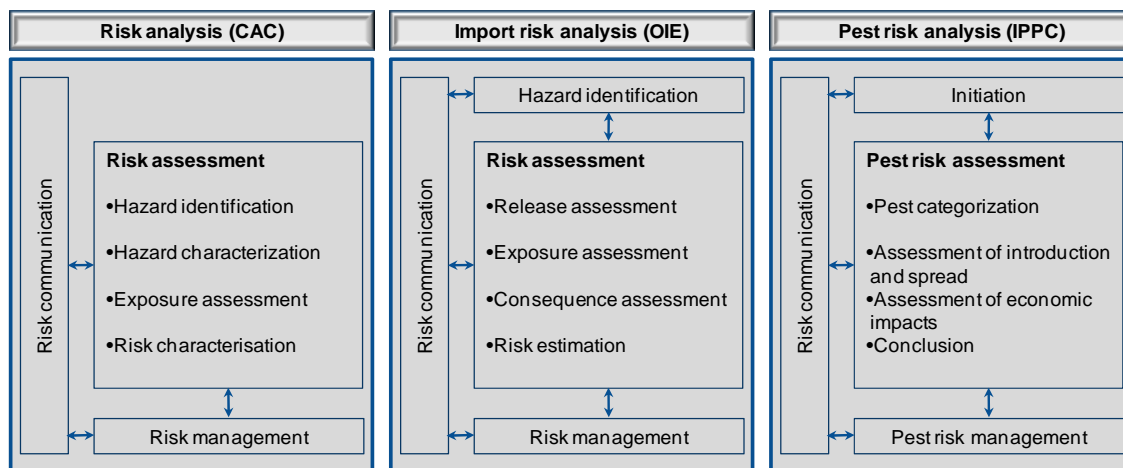 Risk analysis (CAC)
Risk communication
Risk assessment
•Hazard identification
•Hazard characterization
•Exposure assessment
•Risk characterisation
Risk management
Import risk analysis (OIE)
Risk communication
Hazard identification
Risk assessment
•Release assessment
•Exposure assessment
•Consequence assessment
•Risk estimation
Risk management
Pest risk analysis (IPPC)
Risk communication
Initiation
Pest risk assessment
•Pest categorization
•Assessment of introduction
and spread
•Assessment of economic
impacts
•Conclusion
Pest risk management